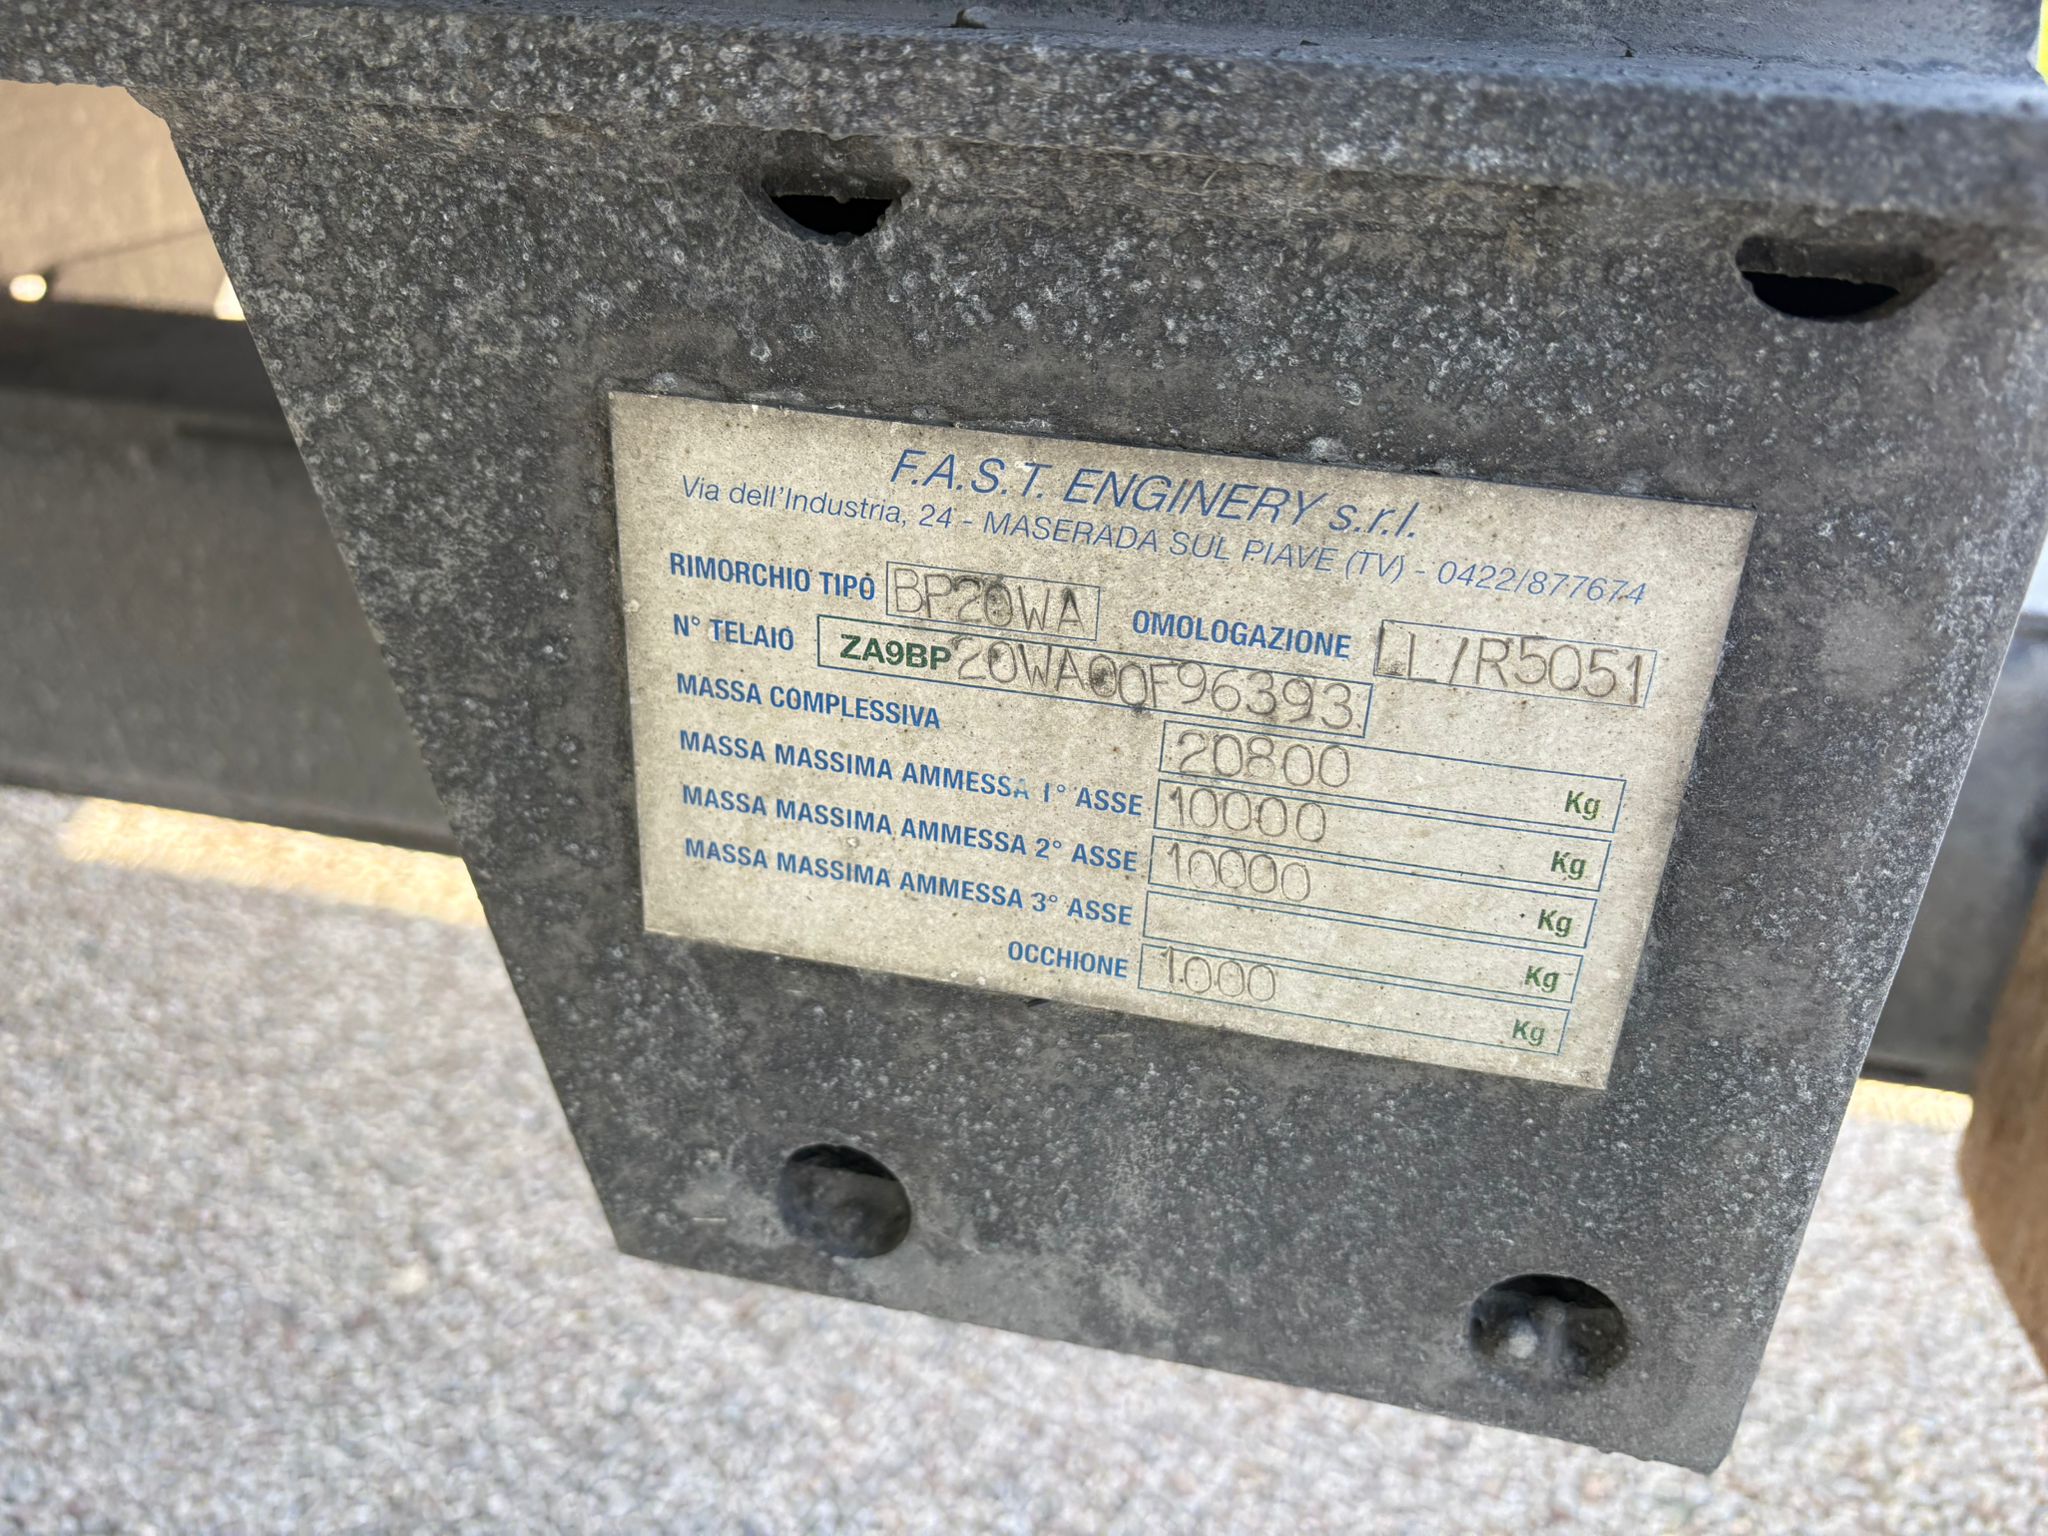 F.A.S.T. ENGINERY s.r.l.
Via dell'Industria, 24 - MASERADA SUL PIAVE (TV) - 0422/877674
RIMORCHIO TIPO BP20WA OMOLOGAZIONE LL/R5051
N° TELAIO ZA9BP20WA00F96393
MASSA COMPLESSIVA 20800 Kg
MASSA MASSIMA AMMESSA 1° ASSE 10000 Kg
MASSA MASSIMA AMMESSA 2° ASSE 10000 Kg
MASSA MASSIMA AMMESSA 3° ASSE Kg
OCCHIONE 1000 Kg